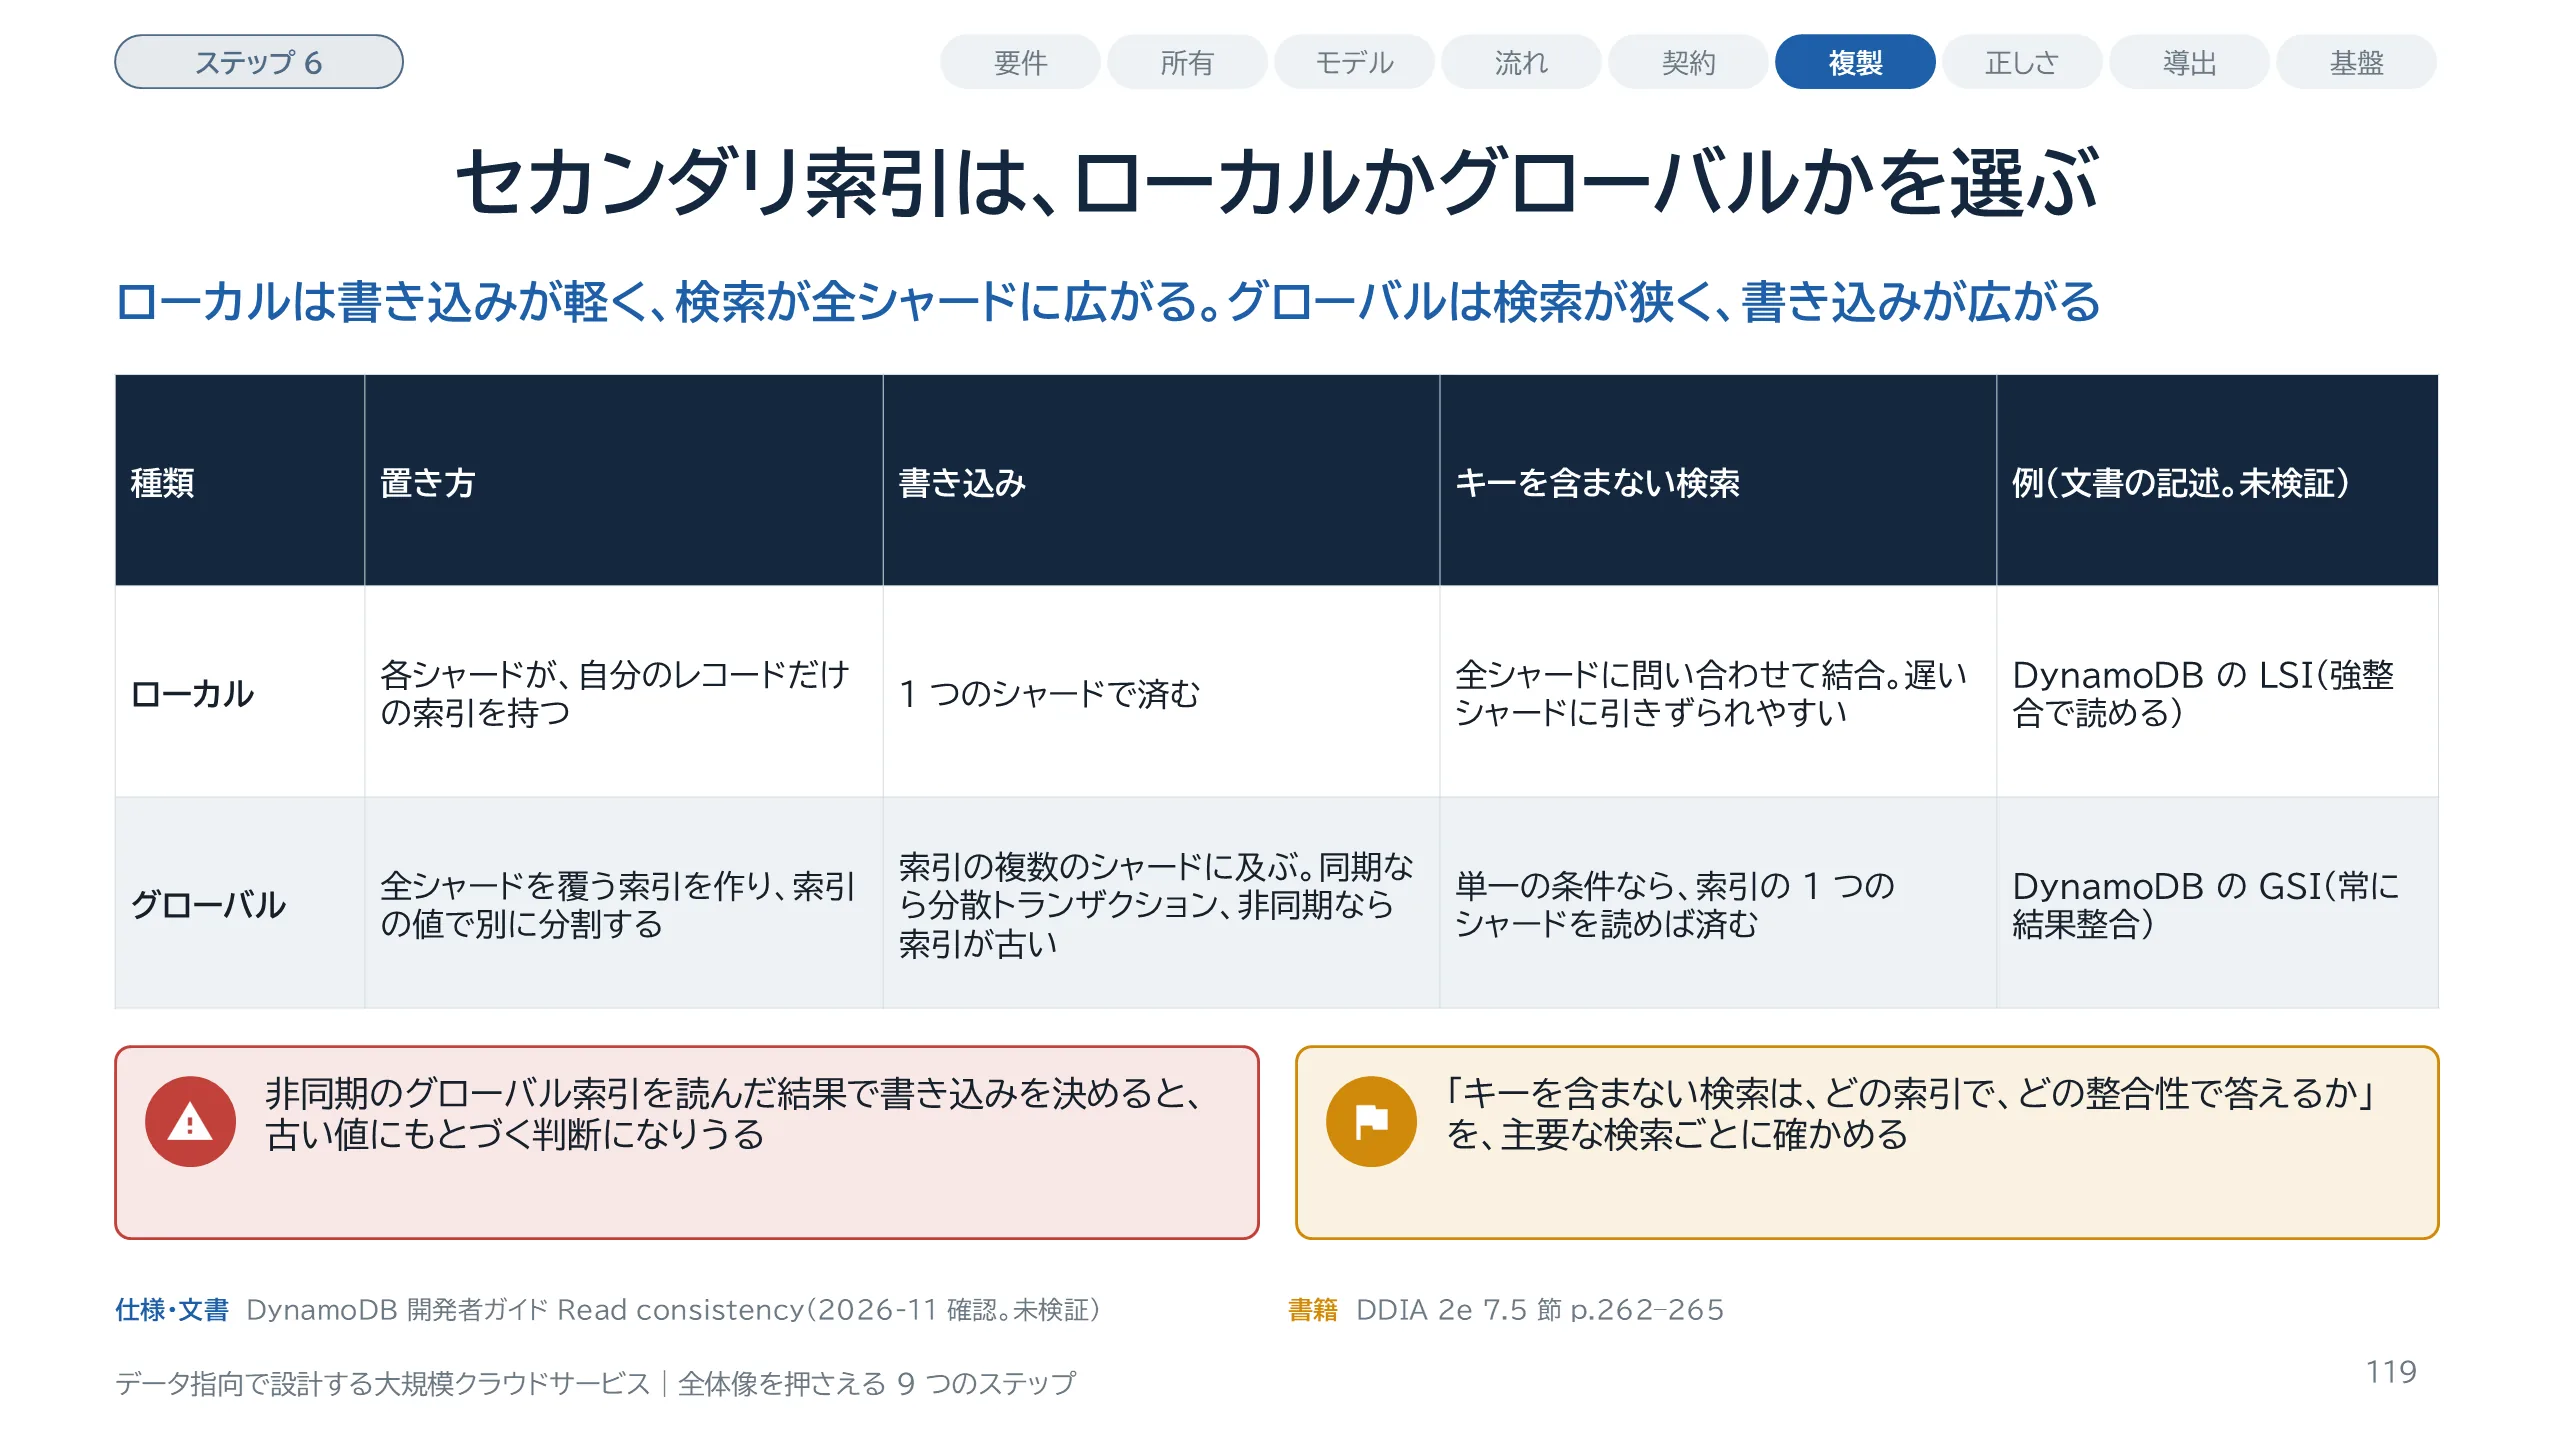 ステップ 6
要件
所有
モデル
流れ
契約
複製
正しさ
導出
基盤
セカンダリ索引は、ローカルかグローバルかを選ぶ
ローカルは書き込みが軽く、検索が全シャードに広がる。グローバルは検索が狭く、書き込みが広がる
種類
置き方
書き込み
キーを含まない検索
例（文書の記述。未検証）
ローカル
各シャードが、自分のレコードだけ
の索引を持つ
1 つのシャードで済む
全シャードに問い合わせて結合。遅い
シャードに引きずられやすい
DynamoDB の LSI（強整
合で読める）
グローバル
全シャードを覆う索引を作り、索引
の値で別に分割する
索引の複数のシャードに及ぶ。同期な
ら分散トランザクション、非同期なら
索引が古い
単一の条件なら、索引の 1 つの
シャードを読めば済む
DynamoDB の GSI（常に
結果整合）
非同期のグローバル索引を読んだ結果で書き込みを決めると、
古い値にもとづく判断になりうる
「キーを含まない検索は、どの索引で、どの整合性で答えるか」
を、主要な検索ごとに確かめる
仕様・文書 DynamoDB 開発者ガイド Read consistency（2026-11 確認。未検証）
書籍 DDIA 2e 7.5 節 p.262–265
データ指向で設計する大規模クラウドサービス｜全体像を押さえる 9 つのステップ
119